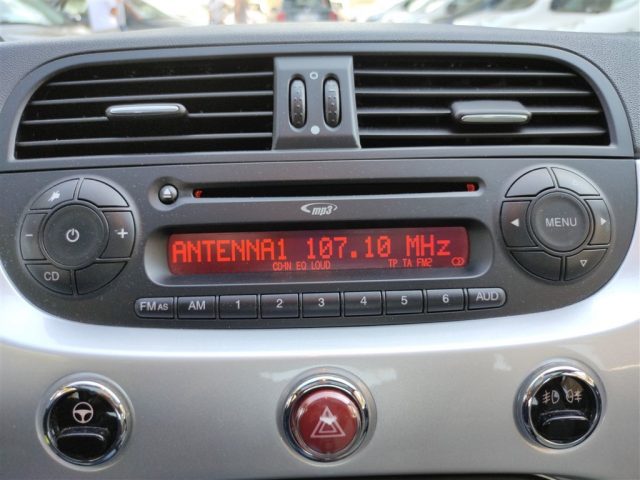 mp3
ANTENNA1 107.10 MHz
CD-IN EQ LOUD TP TA FM2
MENU
CD
FM AS AM 1 2 3 4 5 6 AUD